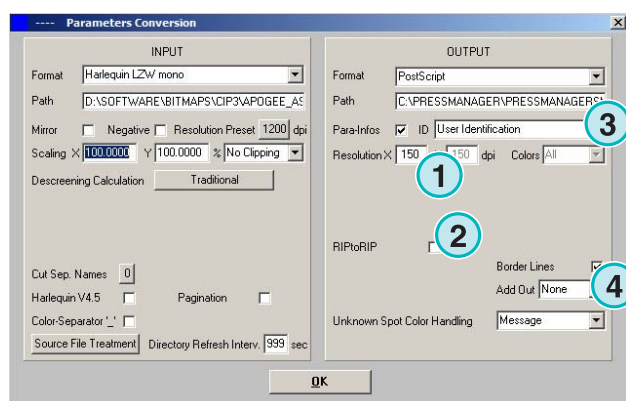 ---- Parameters Conversion
INPUT
Format Harlequin LZW mono
Path D:\SOFTWARE\BITMAPS\CIP3\APOGEE_AS
Mirror Negative Resolution Preset 1200 dpi
Scaling X 100.0000 Y 100.0000 % No Clipping
Descreening Calculation Traditional
Cut Sep. Names 0
Harlequin V4.5 Pagination
Color-Separator '_'
Source File Treatment Directory Refresh Interv. 999 sec
OUTPUT
Format PostScript
Path C:\PRESSMANAGER\PRESSMANAGERS\
Para-Infos ID User Identification 3
Resolution X 150 150 dpi Colors All
1
RIPtoRIP 2
Border Lines
Add Out None 4
Unknown Spot Color Handling Message
OK